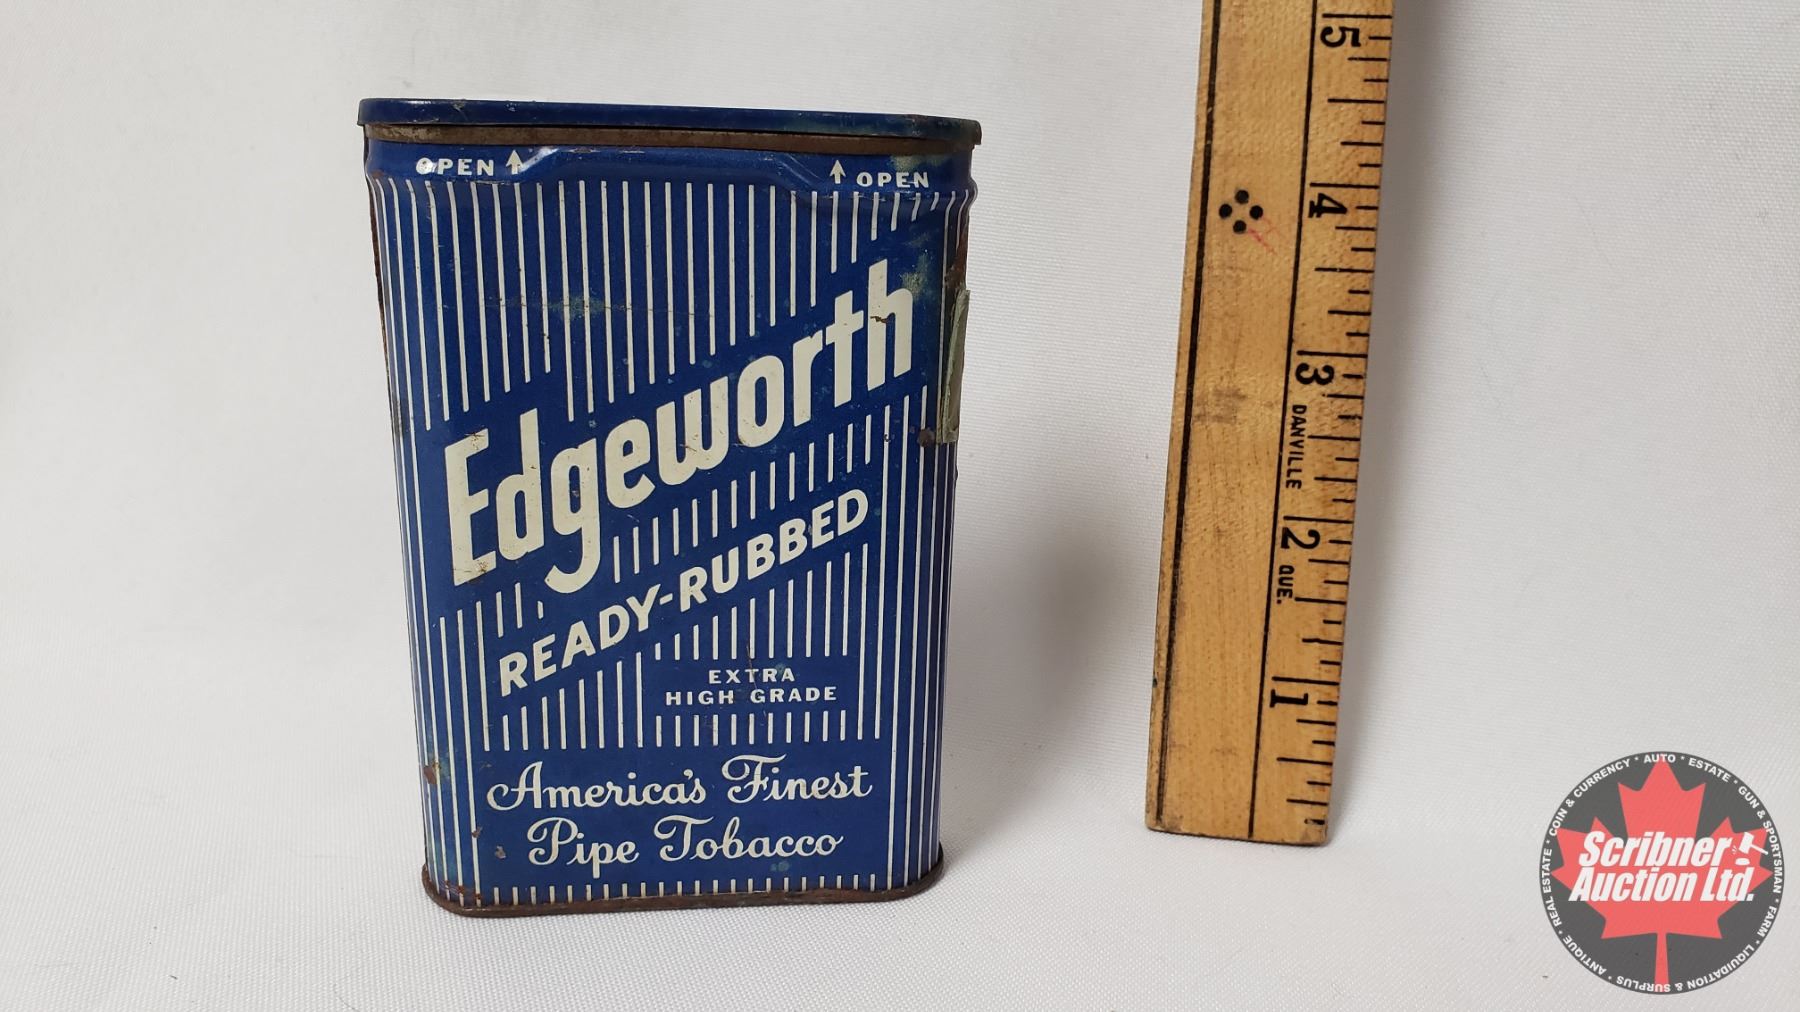 OPEN OPEN
Edgeworth
READY-RUBBED
EXTRA
HIGH GRADE
America's Finest
Pipe Tobacco
5
4
3
DANVILLE
2
QUE.
1
COIN & CURRENCY * AUTO * ESTATE * GUN & SPORTSMAN * FARM * LIQUIDATION & SURPLUS * ANTIQUE * REAL ESTATE *
Scribner
Auction Ltd.